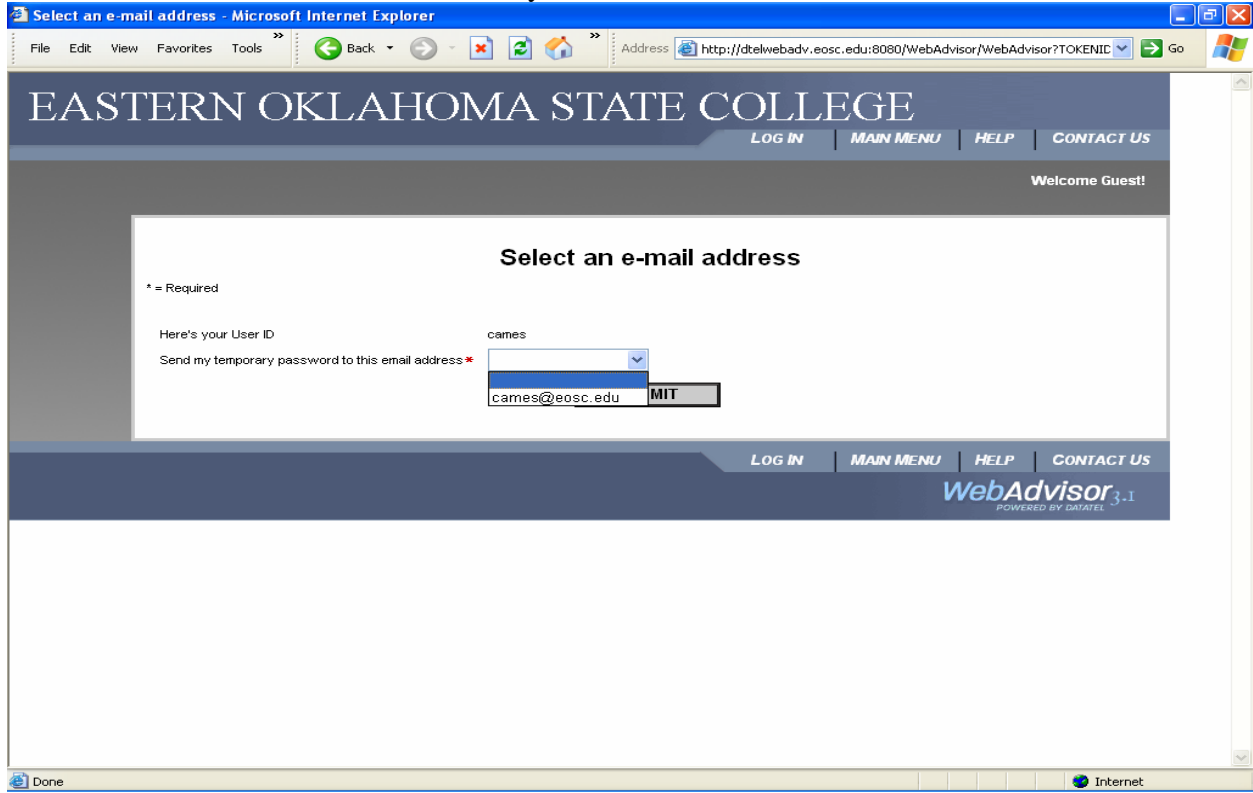 Select an e-mail address - Microsoft Internet Explorer
File Edit View Favorites Tools » Back » Address http://dtelwebadv.eosc.edu:8080/WebAdvisor/WebAdvisor?TOKENID Go
EASTERN OKLAHOMA STATE COLLEGE
LOG IN MAIN MENU HELP CONTACT US
Welcome Guest!
Select an e-mail address
* = Required
Here's your User ID cames
Send my temporary password to this email address*
cames@eosc.edu MIT
LOG IN MAIN MENU HELP CONTACT US
WebAdvisor 3.1
POWERED BY DATATEL
Done Internet